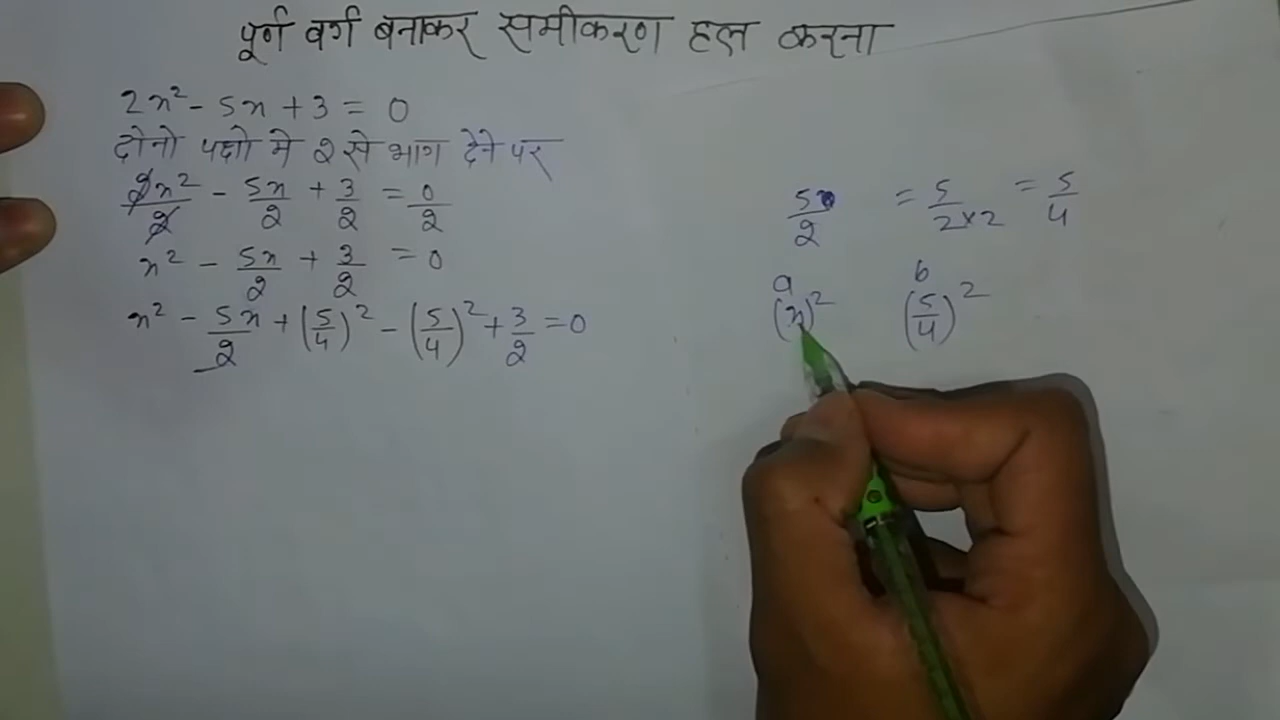 पूर्ण वर्ग बनाकर समीकरण हल करना
2x² - 5x + 3 = 0
दोनो पक्षो मे 2 से भाग देने पर
2x²/2 - 5x/2 + 3/2 = 0/2
x² - 5x/2 + 3/2 = 0
x² - 5x/2 + (5/4)² - (5/4)² + 3/2 = 0
5/2 = 5/2×2 = 5/4
a b
(x)² (5/4)²